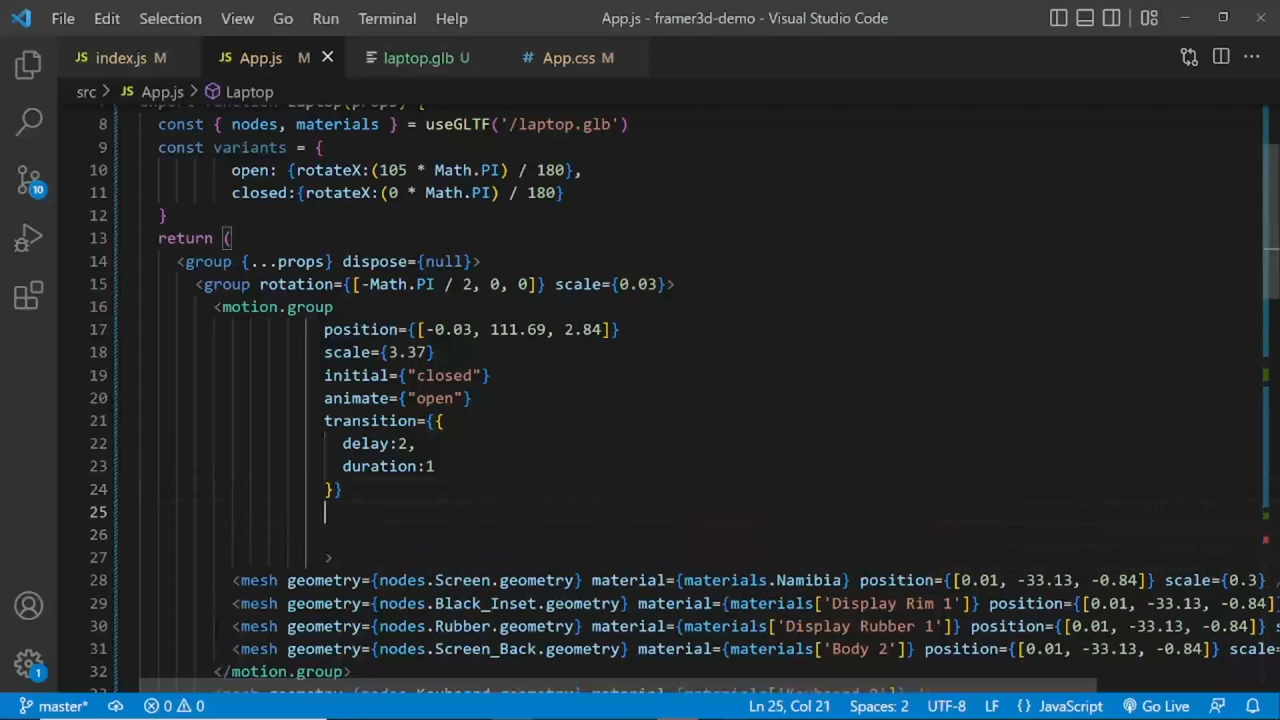 File Edit Selection View Go Run Terminal Help App.js - framer3d-demo - Visual Studio Code
JS index.js M JS App.js M laptop.glb U # App.css M
src > JS App.js > Laptop
8 const { nodes, materials } = useGLTF('/laptop.glb')
9 const variants = {
10 open: {rotateX:(105 * Math.PI) / 180},
11 closed:{rotateX:(0 * Math.PI) / 180}
12 }
13 return (
14 <group {...props} dispose={null}>
15 <group rotation={[-Math.PI / 2, 0, 0]} scale={0.03}>
16 <motion.group
17 position={[-0.03, 111.69, 2.84]}
18 scale={3.37}
19 initial={"closed"}
20 animate={"open"}
21 transition={{
22 delay:2,
23 duration:1
24 }}
25
26
27 >
28 <mesh geometry={nodes.Screen.geometry} material={materials.Namibia} position={[0.01, -33.13, -0.84]} scale={0.3}
29 <mesh geometry={nodes.Black_Inset.geometry} material={materials['Display Rim 1']} position={[0.01, -33.13, -0.84]
30 <mesh geometry={nodes.Rubber.geometry} material={materials['Display Rubber 1']} position={[0.01, -33.13, -0.84]} s
31 <mesh geometry={nodes.Screen_Back.geometry} material={materials['Body 2']} position={[0.01, -33.13, -0.84]} scale=
32 </motion.group>
10
1
master* 0 0 Ln 25, Col 21 Spaces: 2 UTF-8 LF {} JavaScript Go Live